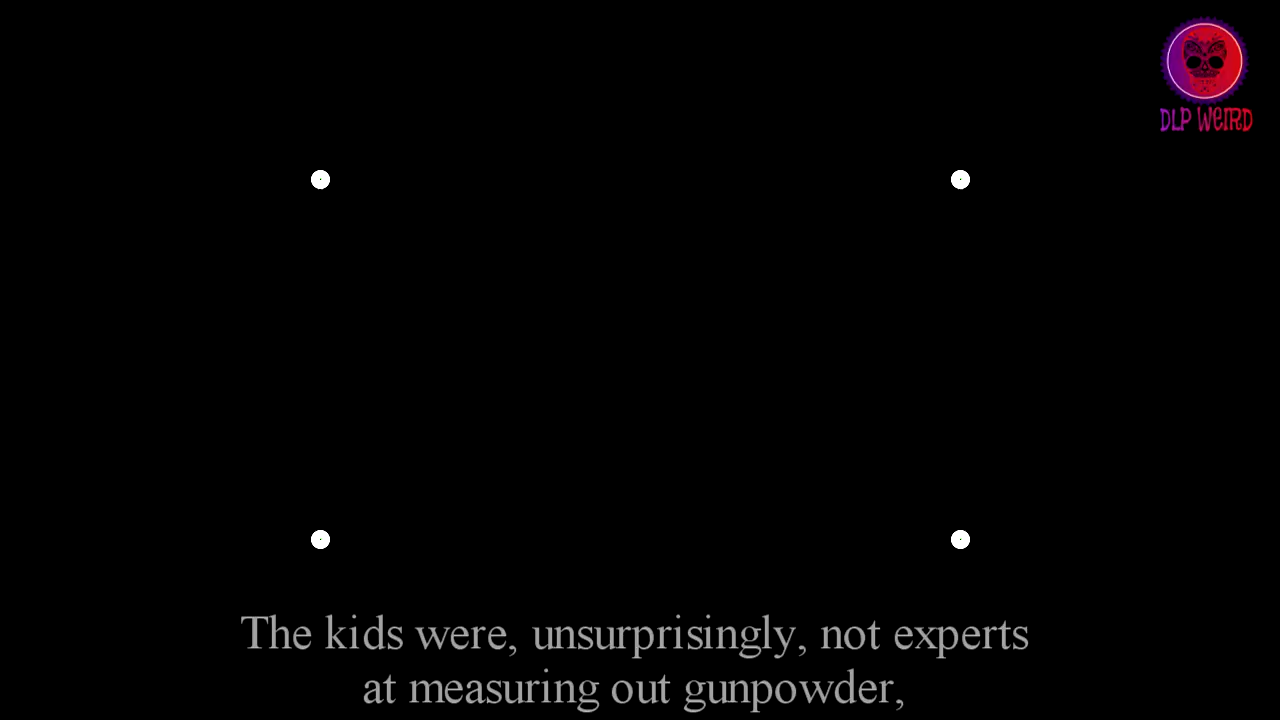 DLP WEIRD
The kids were, unsurprisingly, not experts
at measuring out gunpowder,